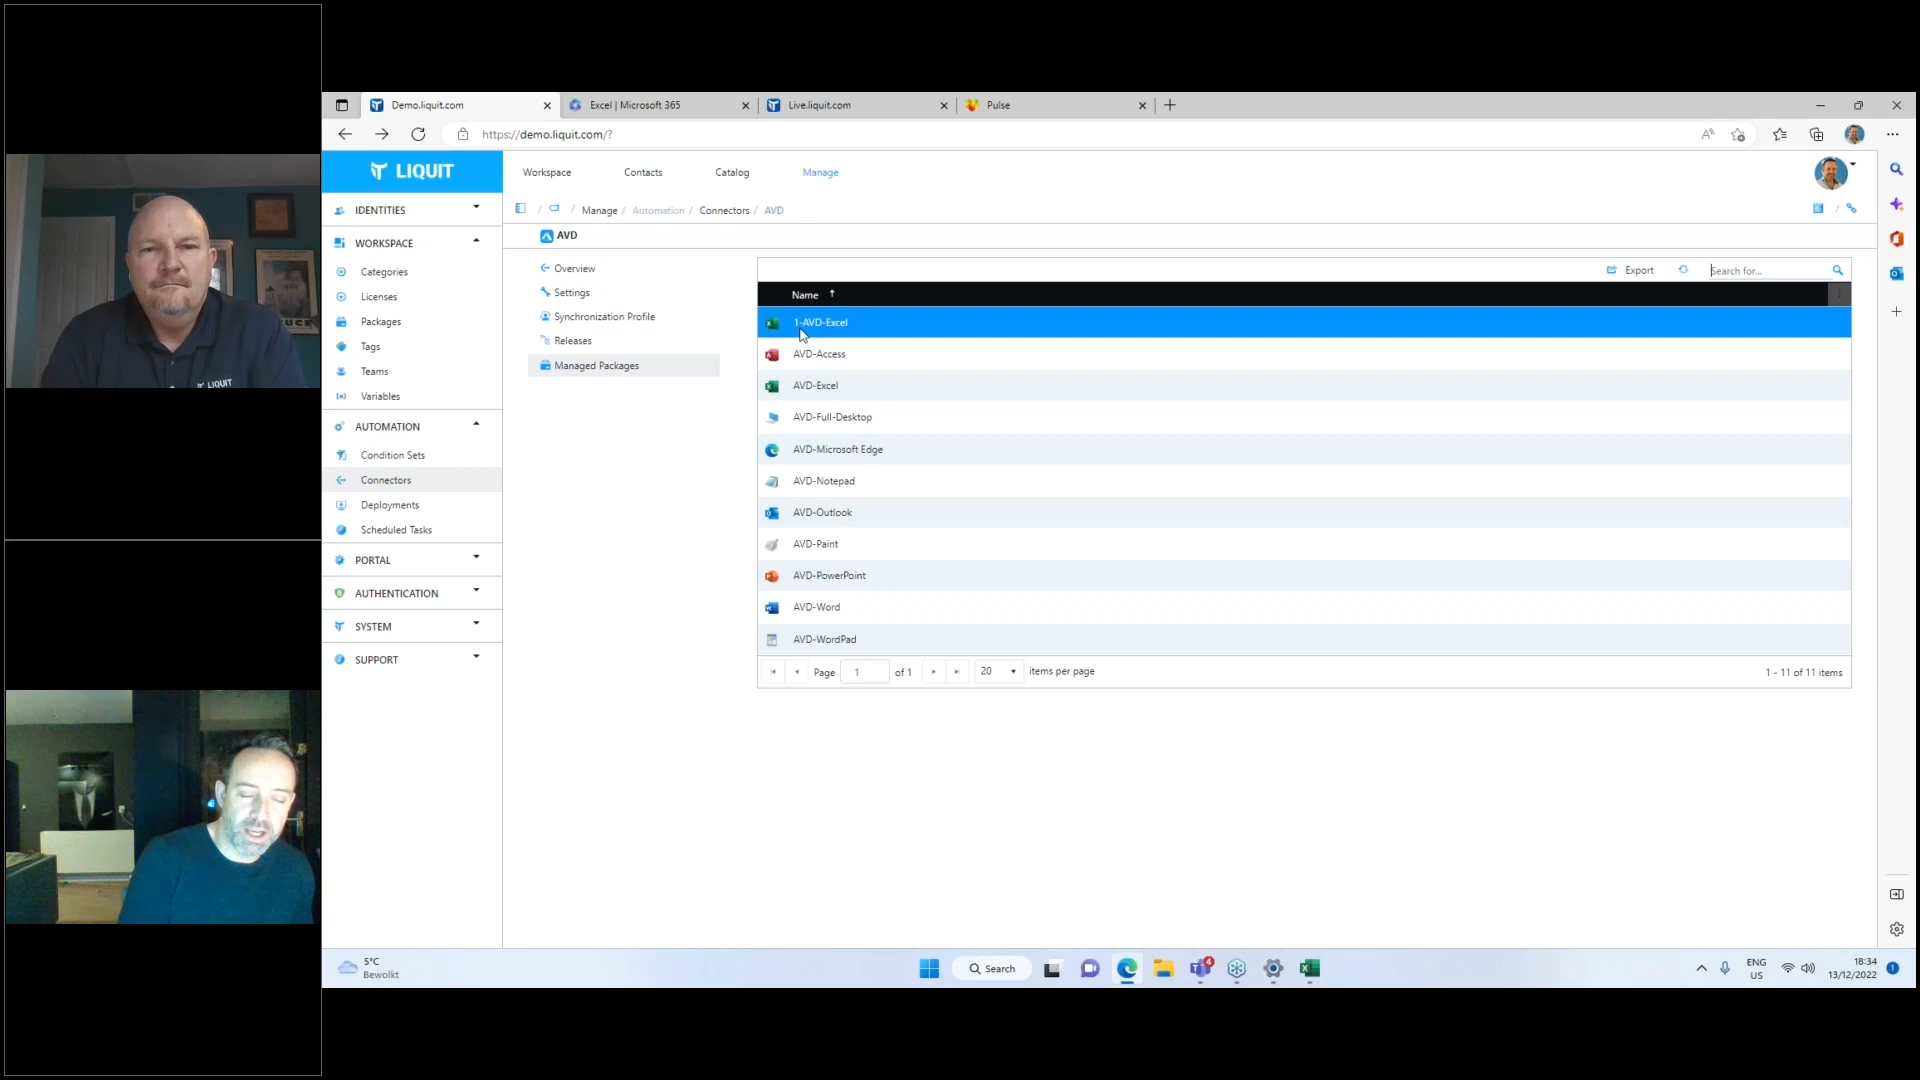 Demo.liquit.com
Excel | Microsoft 365
Live.liquit.com
Pulse
https://demo.liquit.com/?
LIQUIT
Workspace
Contacts
Catalog
Manage
/ / Manage / Automation / Connectors / AVD
/
AVD
IDENTITIES
WORKSPACE
Categories
Licenses
Packages
Tags
Teams
Variables
AUTOMATION
Condition Sets
Connectors
Deployments
Scheduled Tasks
PORTAL
AUTHENTICATION
SYSTEM
SUPPORT
Overview
Settings
Synchronization Profile
Releases
Managed Packages
Export
Search for...
Name
1-AVD-Excel
AVD-Access
AVD-Excel
AVD-Full-Desktop
AVD-Microsoft Edge
AVD-Notepad
AVD-Outlook
AVD-Paint
AVD-PowerPoint
AVD-Word
AVD-WordPad
Page 1 of 1 20 items per page
1 - 11 of 11 items
LIQUIT
5°C
Bewolkt
Search
4
ENG
US
18:34
13/12/2022
1